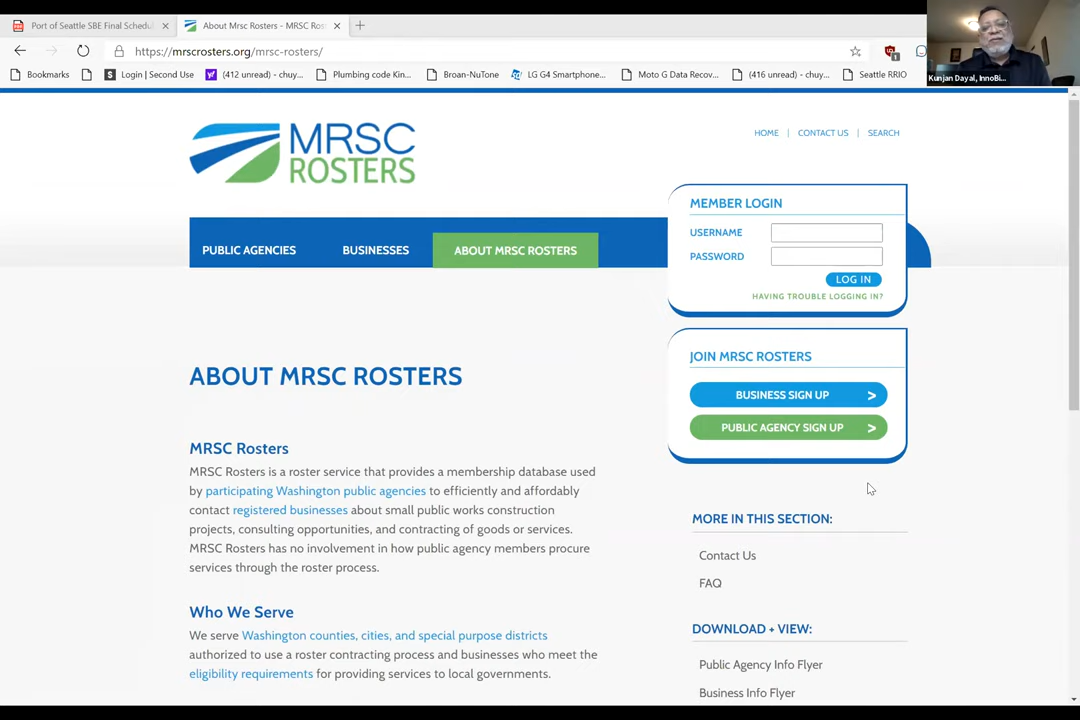 Port of Seattle SBE Final Schedul
About Mrsc Rosters - MRSC Ros
https://mrscrosters.org/mrsc-rosters/
Bookmarks
Login | Second Use
(412 unread) - chuy...
Plumbing code Kin...
Broan-NuTone
LG G4 Smartphone...
Moto G Data Recov...
(416 unread) - chuy...
Seattle RRIO
Kunjan Dayal, InnoBi...
MRSC
ROSTERS
HOME | CONTACT US | SEARCH
PUBLIC AGENCIES
BUSINESSES
ABOUT MRSC ROSTERS
MEMBER LOGIN
USERNAME
PASSWORD
LOG IN
HAVING TROUBLE LOGGING IN?
JOIN MRSC ROSTERS
BUSINESS SIGN UP >
PUBLIC AGENCY SIGN UP >
ABOUT MRSC ROSTERS
MRSC Rosters
MRSC Rosters is a roster service that provides a membership database used
by participating Washington public agencies to efficiently and affordably
contact registered businesses about small public works construction
projects, consulting opportunities, and contracting of goods or services.
MRSC Rosters has no involvement in how public agency members procure
services through the roster process.
Who We Serve
We serve Washington counties, cities, and special purpose districts
authorized to use a roster contracting process and businesses who meet the
eligibility requirements for providing services to local governments.
MORE IN THIS SECTION:
Contact Us
FAQ
DOWNLOAD + VIEW:
Public Agency Info Flyer
Business Info Flyer